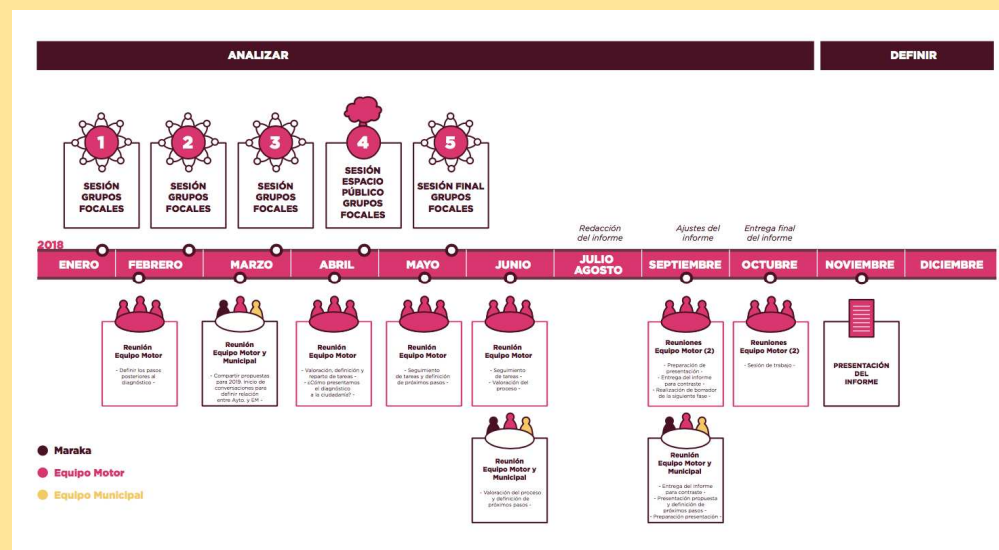 ANALIZAR
DEFINIR
1
2
3
4
5
SESIÓN
GRUPOS
FOCALES
SESIÓN
GRUPOS
FOCALES
SESIÓN
GRUPOS
FOCALES
SESIÓN
ESPACIO
PÚBLICO
GRUPOS
FOCALES
SESIÓN FINAL
GRUPOS
FOCALES
Redacción
del informe
Ajustes del
informe
Entrega final
del informe
2018
ENERO
FEBRERO
MARZO
ABRIL
MAYO
JUNIO
JULIO
AGOSTO
SEPTIEMBRE
OCTUBRE
NOVIEMBRE
DICIEMBRE
Reunión
Equipo Motor
- Definir los pasos
posteriores al
diagnóstico -
Reunión
Equipo Motor y
Municipal
- Compartir propuestas
para 2019. Inicio de
conversaciones para
definir relación
entre Ayto. y EM -
Reunión
Equipo Motor
- Valoración, definición y
reparto de tareas -
- ¿Cómo presentamos
el diagnóstico
a la ciudadanía? -
Reunión
Equipo Motor
- Seguimiento
de tareas y definición
de próximos pasos -
Reunión
Equipo Motor
- Seguimiento
de tareas -
- Valoración del
proceso -
Reuniones
Equipo Motor (2)
- Preparación de
presentación -
- Entrega del informe
para contraste -
- Realización de borrador
de la siguiente fase -
Reuniones
Equipo Motor (2)
- Sesión de trabajo -
PRESENTACIÓN
DEL
INFORME
Reunión
Equipo Motor y
Municipal
- Valoración del proceso
y definición de
próximos pasos -
Reunión
Equipo Motor y
Municipal
- Entrega del informe
para contraste -
- Presentación propuesta
y definición de
próximos pasos -
- Preparación presentación -
Maraka
Equipo Motor
Equipo Municipal